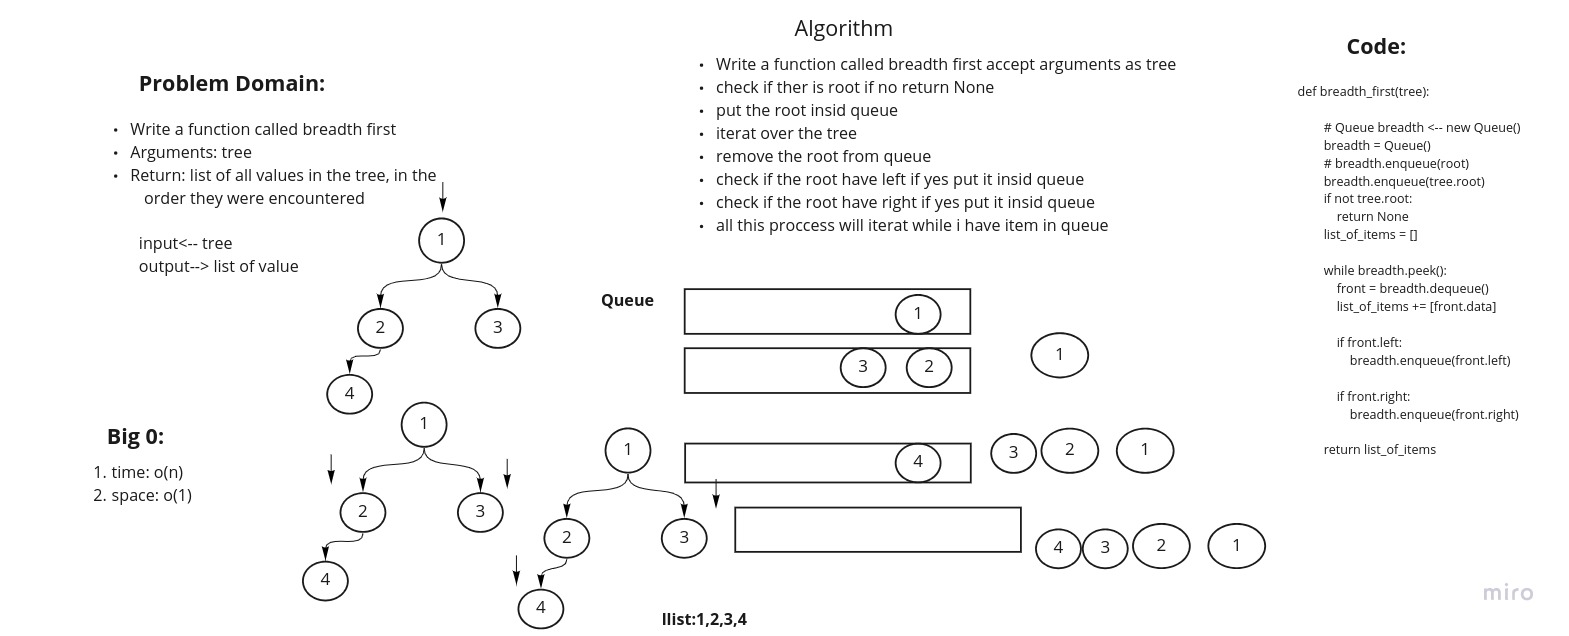 Algorithm
Code:
Problem Domain:
• Write a function called breadth first
• Arguments: tree
• Return: list of all values in the tree, in the
order they were encountered
input<-- tree
output--> list of value
• Write a function called breadth first accept arguments as tree
• check if ther is root if no return None
• put the root insid queue
• iterat over the tree
• remove the root from queue
• check if the root have left if yes put it insid queue
• check if the root have right if yes put it insid queue
• all this proccess will iterat while i have item in queue
def breadth_first(tree):
# Queue breadth <-- new Queue()
breadth = Queue()
# breadth.enqueue(root)
breadth.enqueue(tree.root)
if not tree.root:
return None
list_of_items = []
while breadth.peek():
front = breadth.dequeue()
list_of_items += [front.data]
if front.left:
breadth.enqueue(front.left)
if front.right:
breadth.enqueue(front.right)
return list_of_items
1
2 3
4
Queue
1
3 2
1
Big 0:
1. time: o(n)
2. space: o(1)
1
2 3
4
1
2 3
4
4
3 2 1
4 3 2 1
llist:1,2,3,4
miro